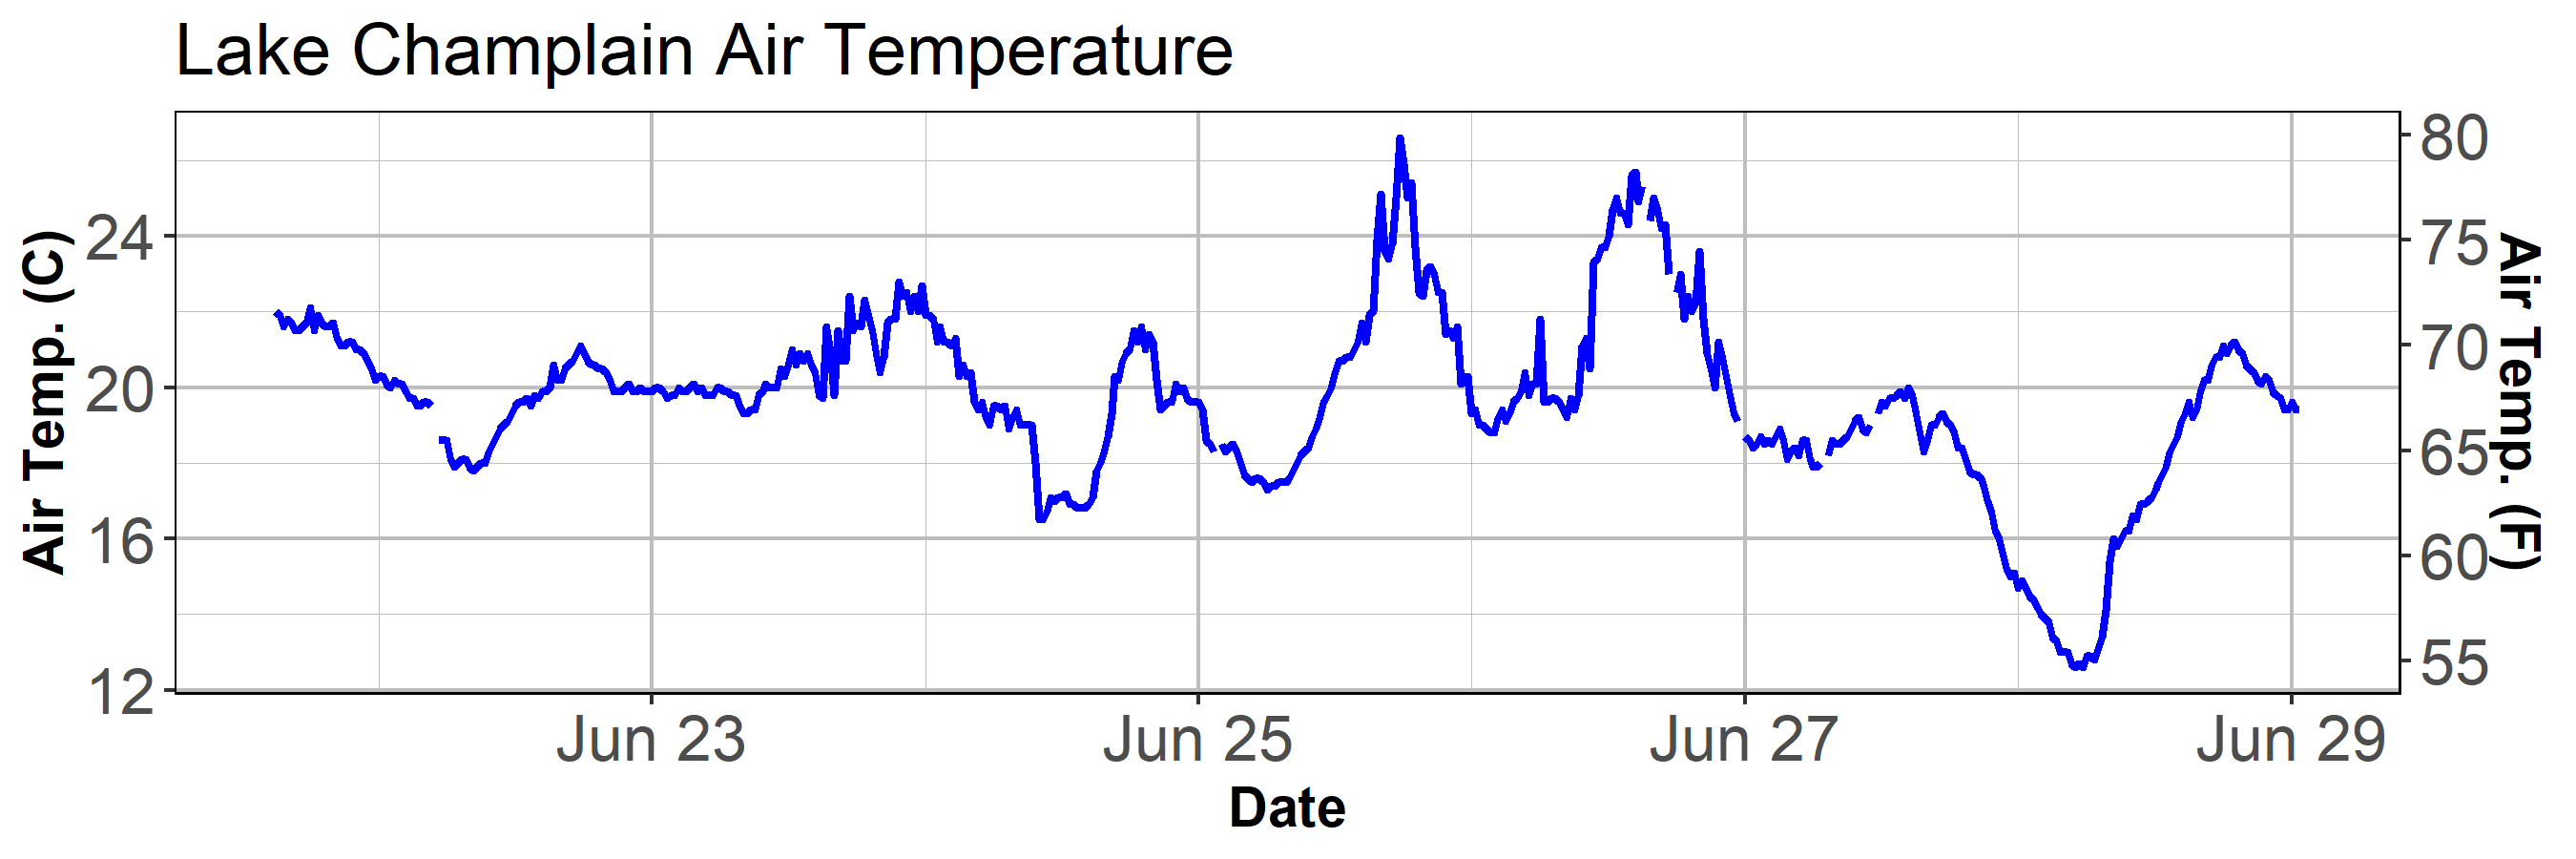 Lake Champlain Air Temperature
Air Temp. (C)
24
20
16
12
80
75
70
65
60
55
Air Temp. (F)
Jun 23 Jun 25 Jun 27 Jun 29
Date